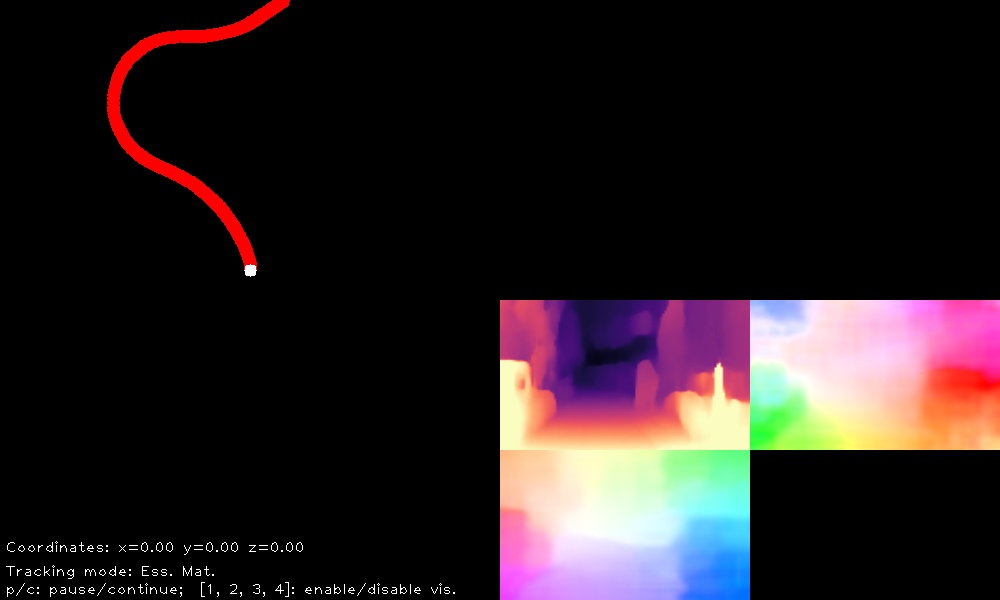 Coordinates: x=0.00 y=0.00 z=0.00
Tracking mode: Ess. Mat.
p/c: pause/continue; [1, 2, 3, 4]: enable/disable vis.